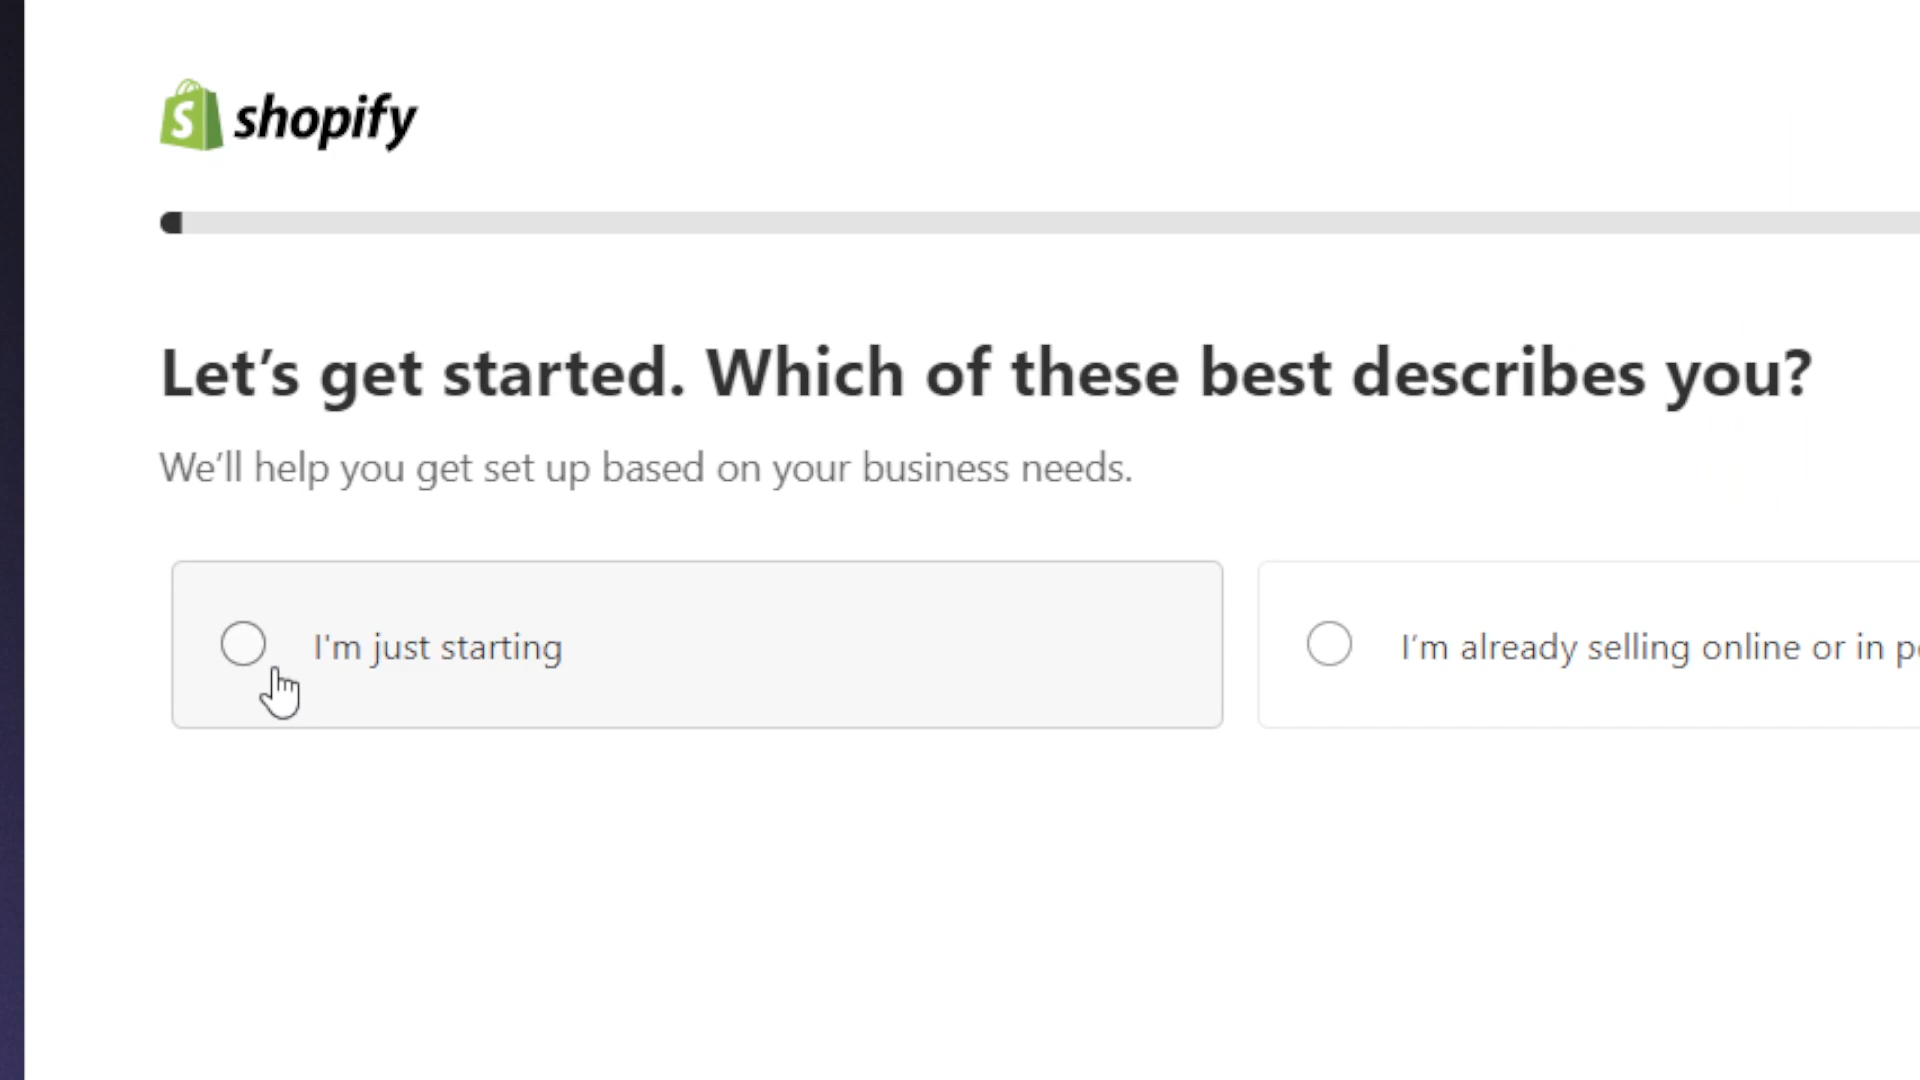 shopify
Let’s get started. Which of these best describes you?
We’ll help you get set up based on your business needs.
I'm just starting
I’m already selling online or in